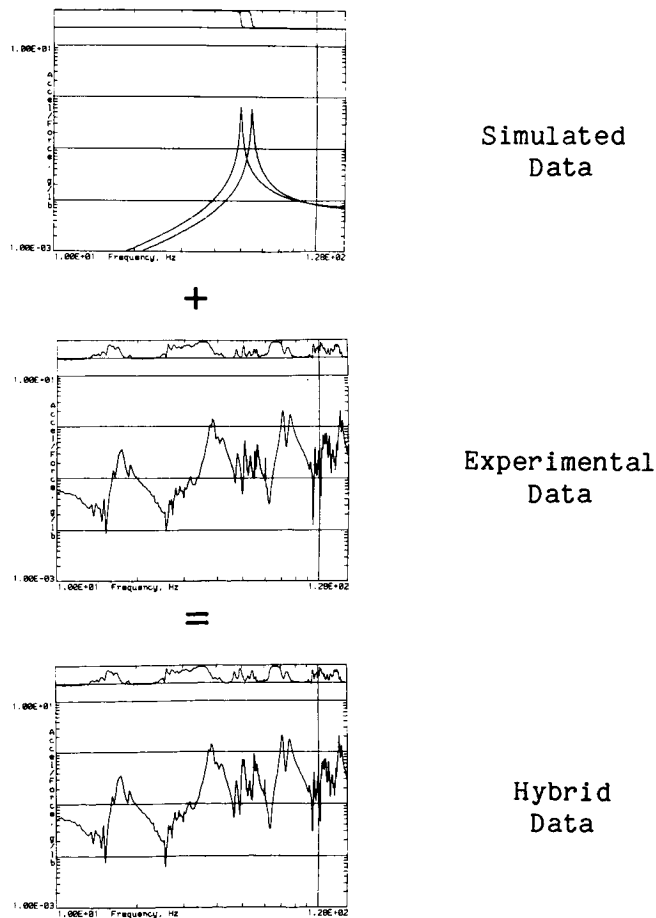 1.00E+01
Accel/Force, g/lb
1.00E-03
1.00E+01 Frequency, Hz 1.28E+02
Simulated
Data
+
1.00E-01
Accel/Force, g/lb
1.00E-03
1.00E+01 Frequency, Hz 1.28E+02
Experimental
Data
=
1.00E+01
Accel/Force, g/lb
1.00E-03
1.00E+01 Frequency, Hz 1.28E+02
Hybrid
Data